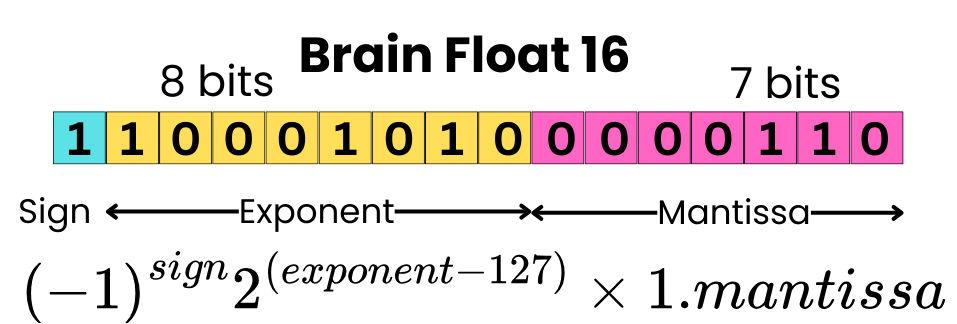 Brain Float 16
8 bits 7 bits
1 1 0 0 0 1 0 1 0 0 0 0 0 1 1 0
Sign Exponent Mantissa
(−1)^{sign}2^{(exponent−127)} × 1.mantissa